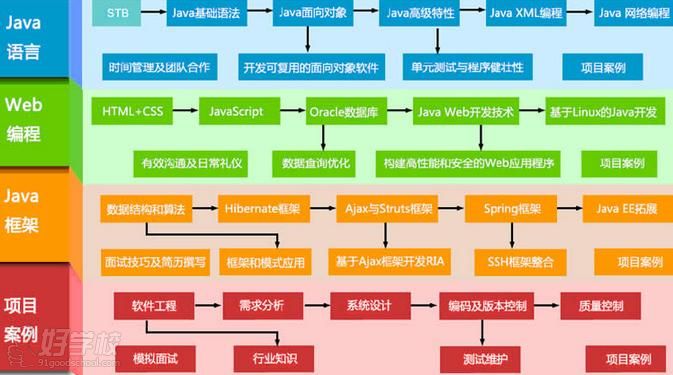 Java
语言
STB
Java基础语法
Java面向对象
Java高级特性
Java XML编程
Java 网络编程
时间管理及团队合作
开发可复用的面向对象软件
单元测试与程健壮性
项目案例
Web
编程
HTML+CSS
JavaScript
Oracle数据库
Java Web开发技术
基于Linux的Java开发
有效沟通及日常礼仪
数据查询优化
构建高性能和安全的Web应用程序
项目案例
Java
框架
数据结构和算法
Hibernate框架
Ajax与Struts框架
Spring框架
Java EE拓展
面试技巧及简历撰写
框架和模式应用
基于Ajax框架开发RIA
SSH框架整合
项目案例
项目
案例
软件工程
需求分析
系统设计
编码及版本控制
质量控制
模拟面试
行业知识
测试维护
项目案例
好学校
91goodschool.com